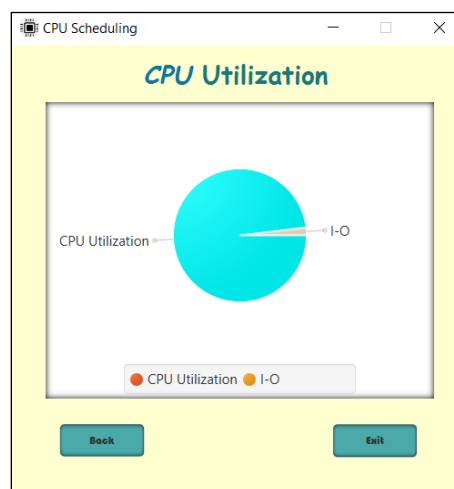 CPU Scheduling
CPU Utilization
CPU Utilization
I-O
CPU Utilization I-O
Back
Exit